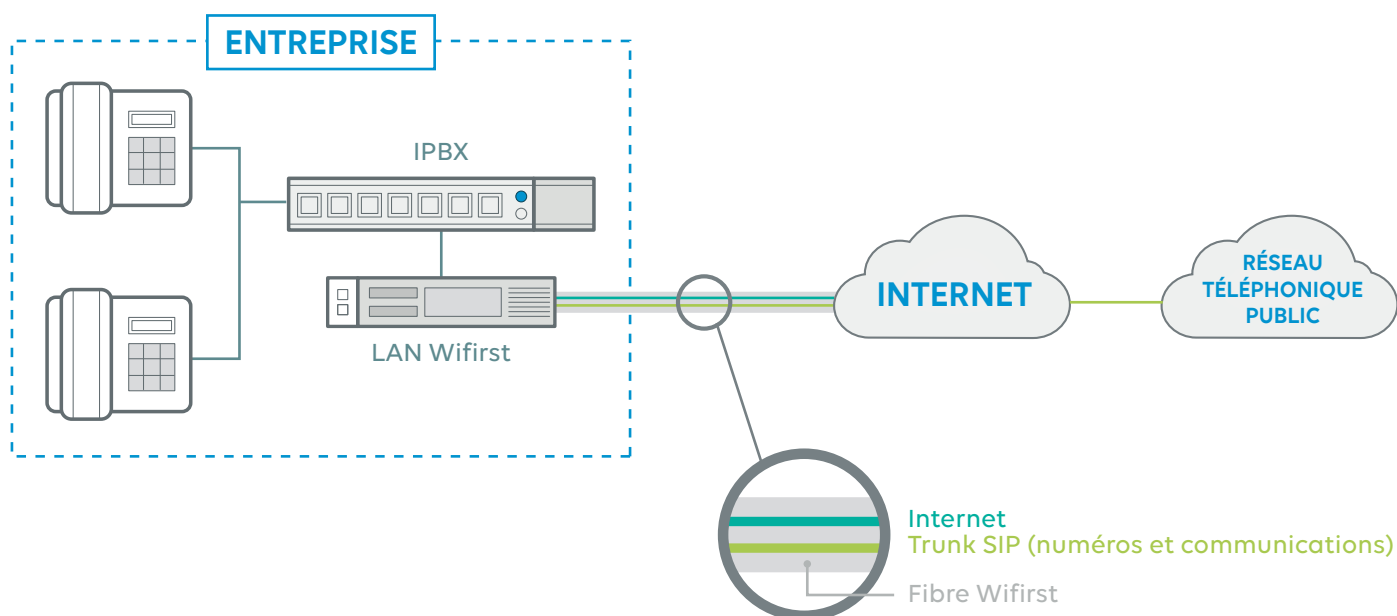 ENTREPRISE
IPBX
LAN Wifirst
INTERNET
RÉSEAU
TÉLÉPHONIQUE
PUBLIC
Internet
Trunk SIP (numéros et communications)
Fibre Wifirst